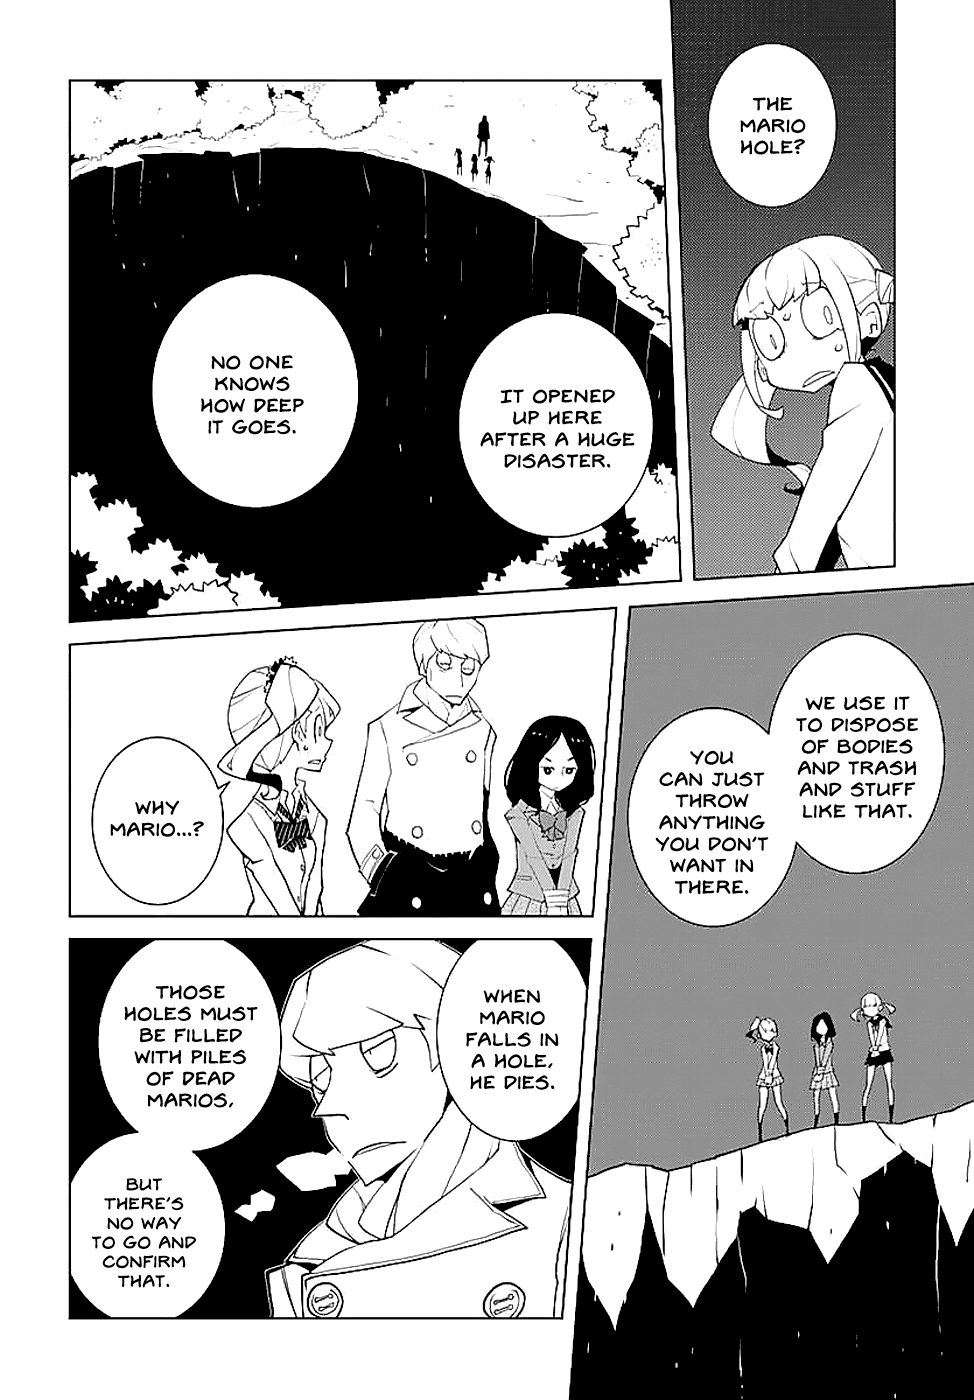 THE
MARIO
HOLE?
IT OPENED
UP HERE
AFTER A HUGE
DISASTER.
NO ONE
KNOWS
HOW DEEP
IT GOES.
WE USE IT
TO DISPOSE
OF BODIES
AND TRASH
AND STUFF
LIKE THAT.
YOU
CAN JUST
THROW
ANYTHING
YOU DON'T
WANT IN
THERE.
WHY
MARIO...?
WHEN
MARIO
FALLS IN
A HOLE,
HE DIES.
THOSE
HOLES MUST
BE FILLED
WITH PILES
OF DEAD
MARIOS,
BUT
THERE'S
NO WAY
TO GO AND
CONFIRM
THAT.